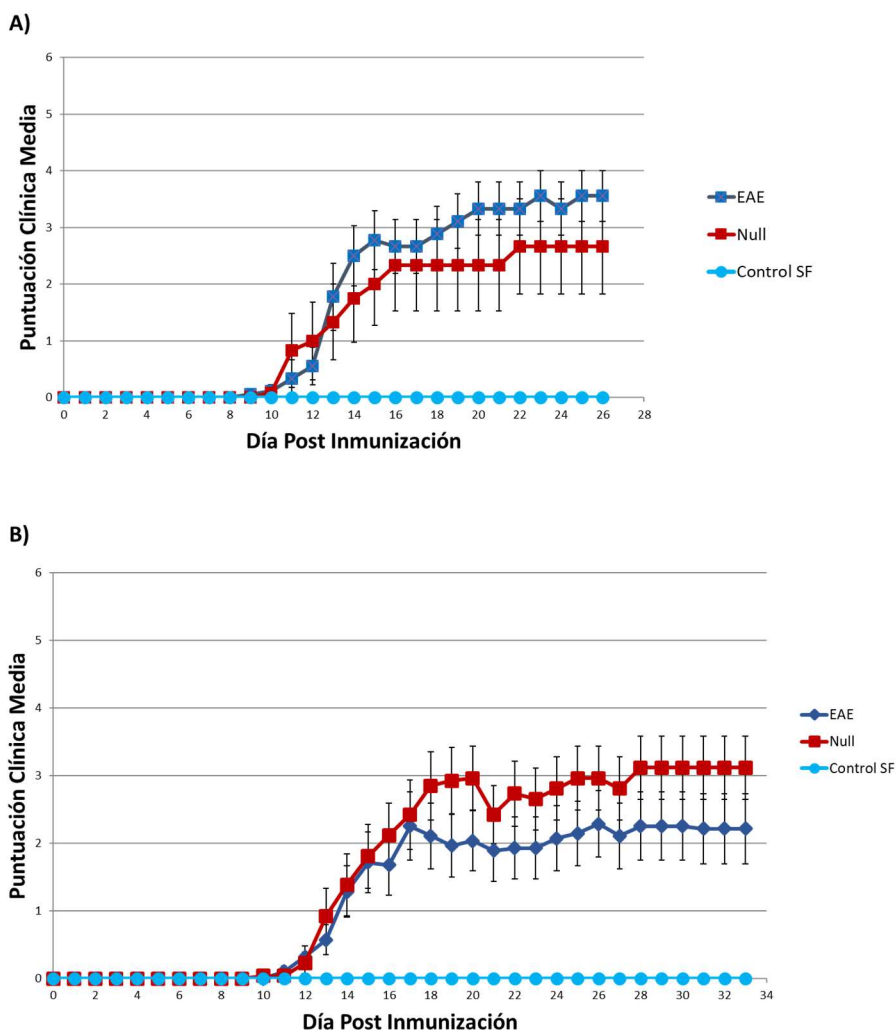 A)
Puntuación Clínica Media
6
5
4
3
2
1
0
0 2 4 6 8 10 12 14 16 18 20 22 24 26 28
Día Post Inmunización
EAE
Null
Control SF
B)
Puntuación Clínica Media
6
5
4
3
2
1
0
0 2 4 6 8 10 12 14 16 18 20 22 24 26 28 30 32 34
Día Post Inmunización
EAE
Null
Control SF